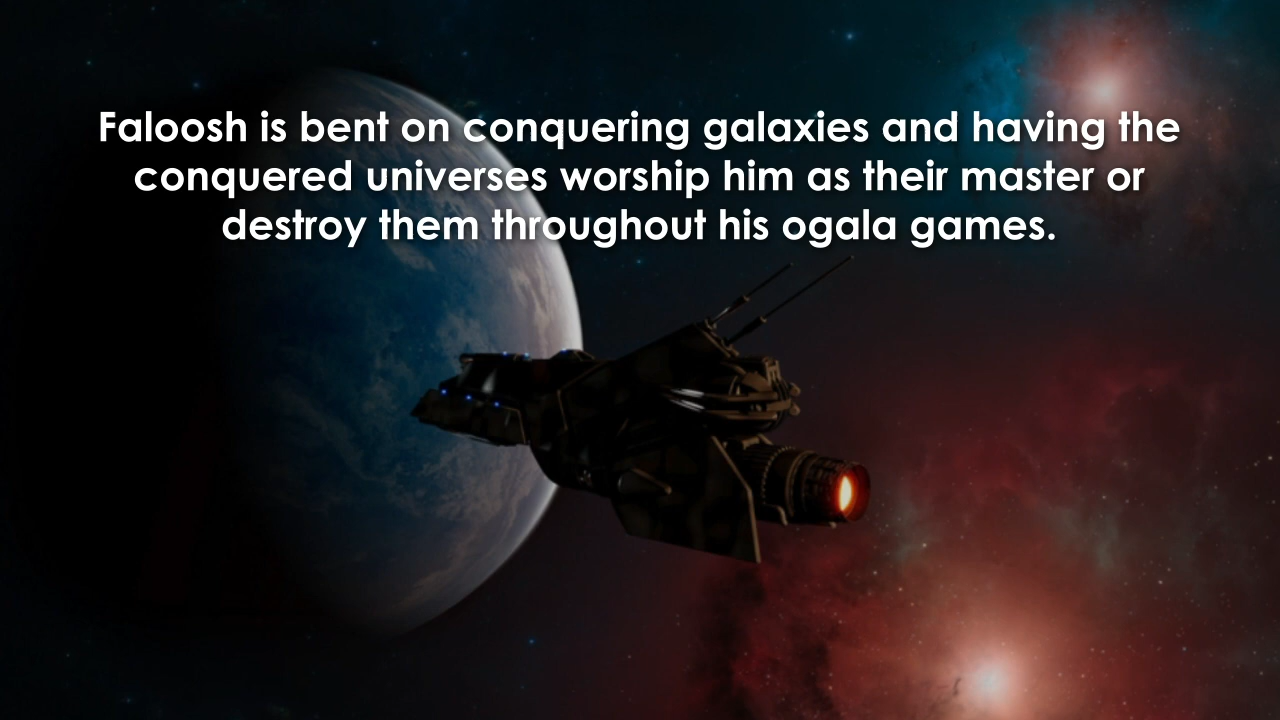 Faloosh is bent on conquering galaxies and having the
conquered universes worship him as their master or
destroy them throughout his ogala games.